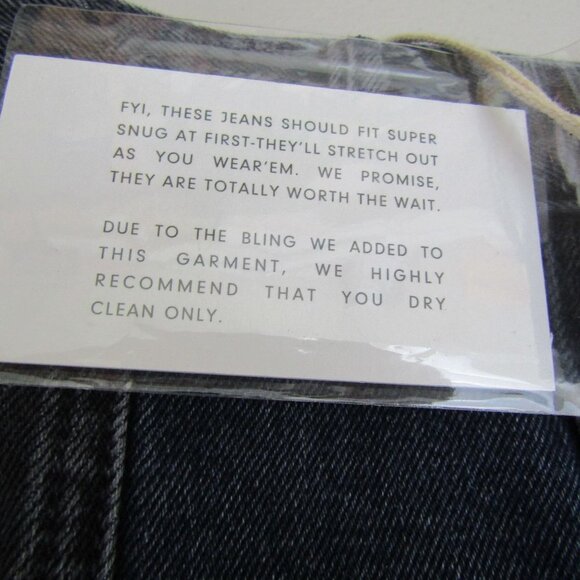 FYI, THESE JEANS SHOULD FIT SUPER
SNUG AT FIRST-THEY'LL STRETCH OUT
AS YOU WEAR'EM. WE PROMISE,
THEY ARE TOTALLY WORTH THE WAIT.
DUE TO THE BLING WE ADDED TO
THIS GARMENT, WE HIGHLY
RECOMMEND THAT YOU DRY
CLEAN ONLY.